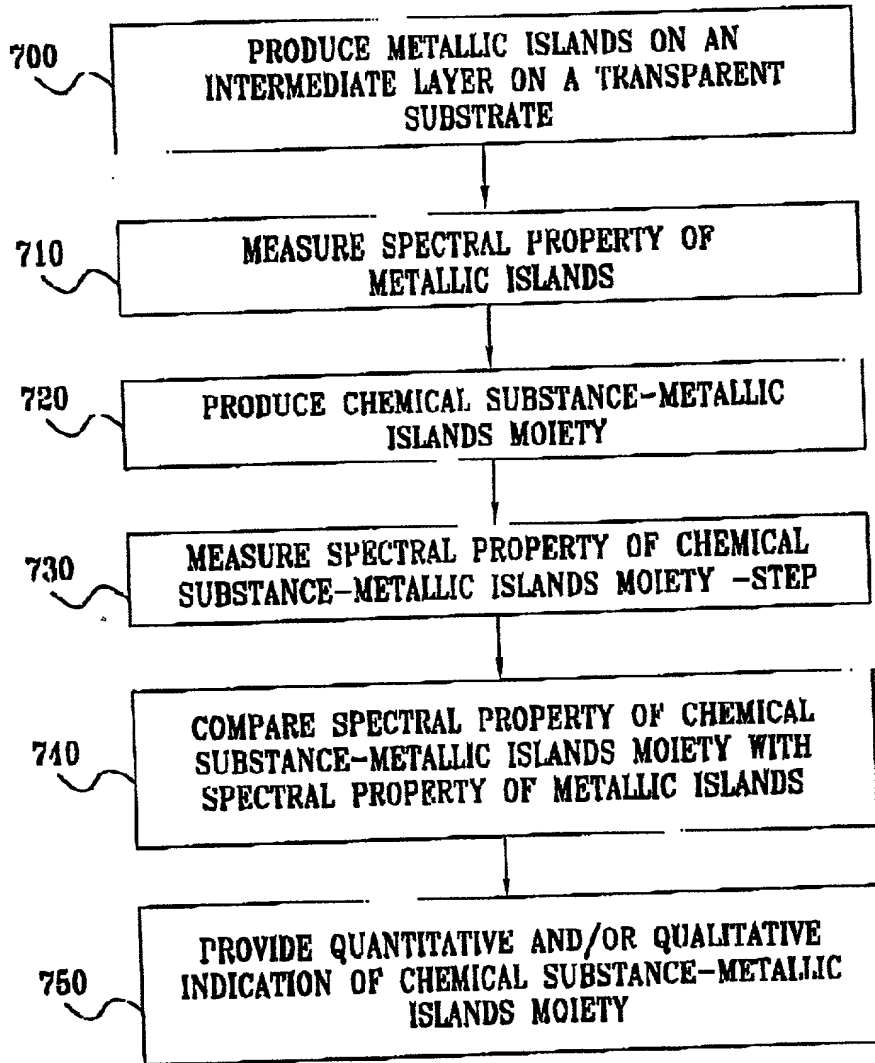 700
PRODUCE METALLIC ISLANDS ON AN
INTERMEDIATE LAYER ON A TRANSPARENT
SUBSTRATE
710
MEASURE SPECTRAL PROPERTY OF
METALLIC ISLANDS
720
PRODUCE CHEMICAL SUBSTANCE-METALLIC
ISLANDS MOIETY
730
MEASURE SPECTRAL PROPERTY OF CHEMICAL
SUBSTANCE-METALLIC ISLANDS MOIETY -STEP
740
COMPARE SPECTRAL PROPERTY OF CHEMICAL
SUBSTANCE-METALLIC ISLANDS MOIETY WITH
SPECTRAL PROPERTY OF METALLIC ISLANDS
750
PROVIDE QUANTITATIVE AND/OR QUALITATIVE
INDICATION OF CHEMICAL SUBSTANCE-METALLIC
ISLANDS MOIETY